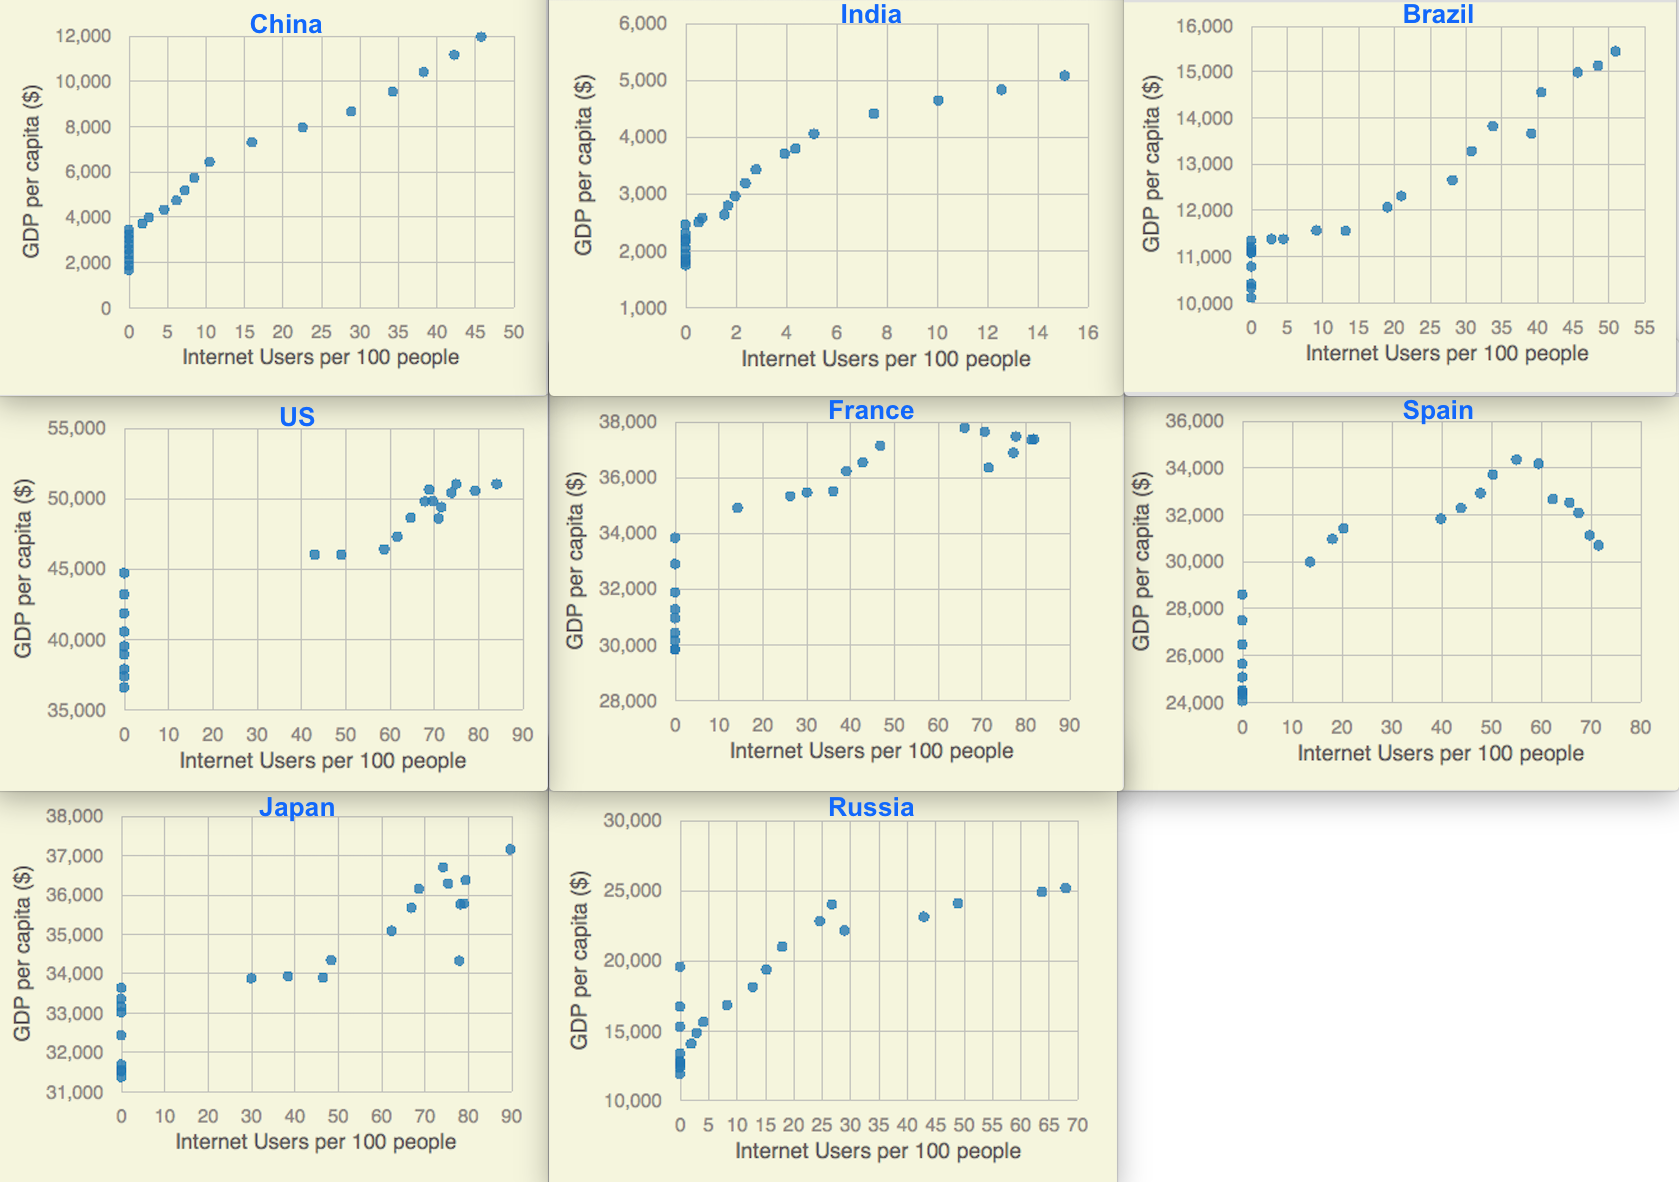 China
GDP per capita ($)
12,000
10,000
8,000
6,000
4,000
2,000
0
0 5 10 15 20 25 30 35 40 45 50
Internet Users per 100 people
India
GDP per capita ($)
6,000
5,000
4,000
3,000
2,000
1,000
0 2 4 6 8 10 12 14 16
Internet Users per 100 people
Brazil
GDP per capita ($)
16,000
15,000
14,000
13,000
12,000
11,000
10,000
0 5 10 15 20 25 30 35 40 45 50 55
Internet Users per 100 people
US
GDP per capita ($)
55,000
50,000
45,000
40,000
35,000
0 10 20 30 40 50 60 70 80 90
Internet Users per 100 people
France
GDP per capita ($)
38,000
36,000
34,000
32,000
30,000
28,000
0 10 20 30 40 50 60 70 80 90
Internet Users per 100 people
Spain
GDP per capita ($)
36,000
34,000
32,000
30,000
28,000
26,000
24,000
0 10 20 30 40 50 60 70 80
Internet Users per 100 people
Japan
GDP per capita ($)
38,000
37,000
36,000
35,000
34,000
33,000
32,000
31,000
0 10 20 30 40 50 60 70 80 90
Internet Users per 100 people
Russia
GDP per capita ($)
30,000
25,000
20,000
15,000
10,000
0 5 10 15 20 25 30 35 40 45 50 55 60 65 70
Internet Users per 100 people